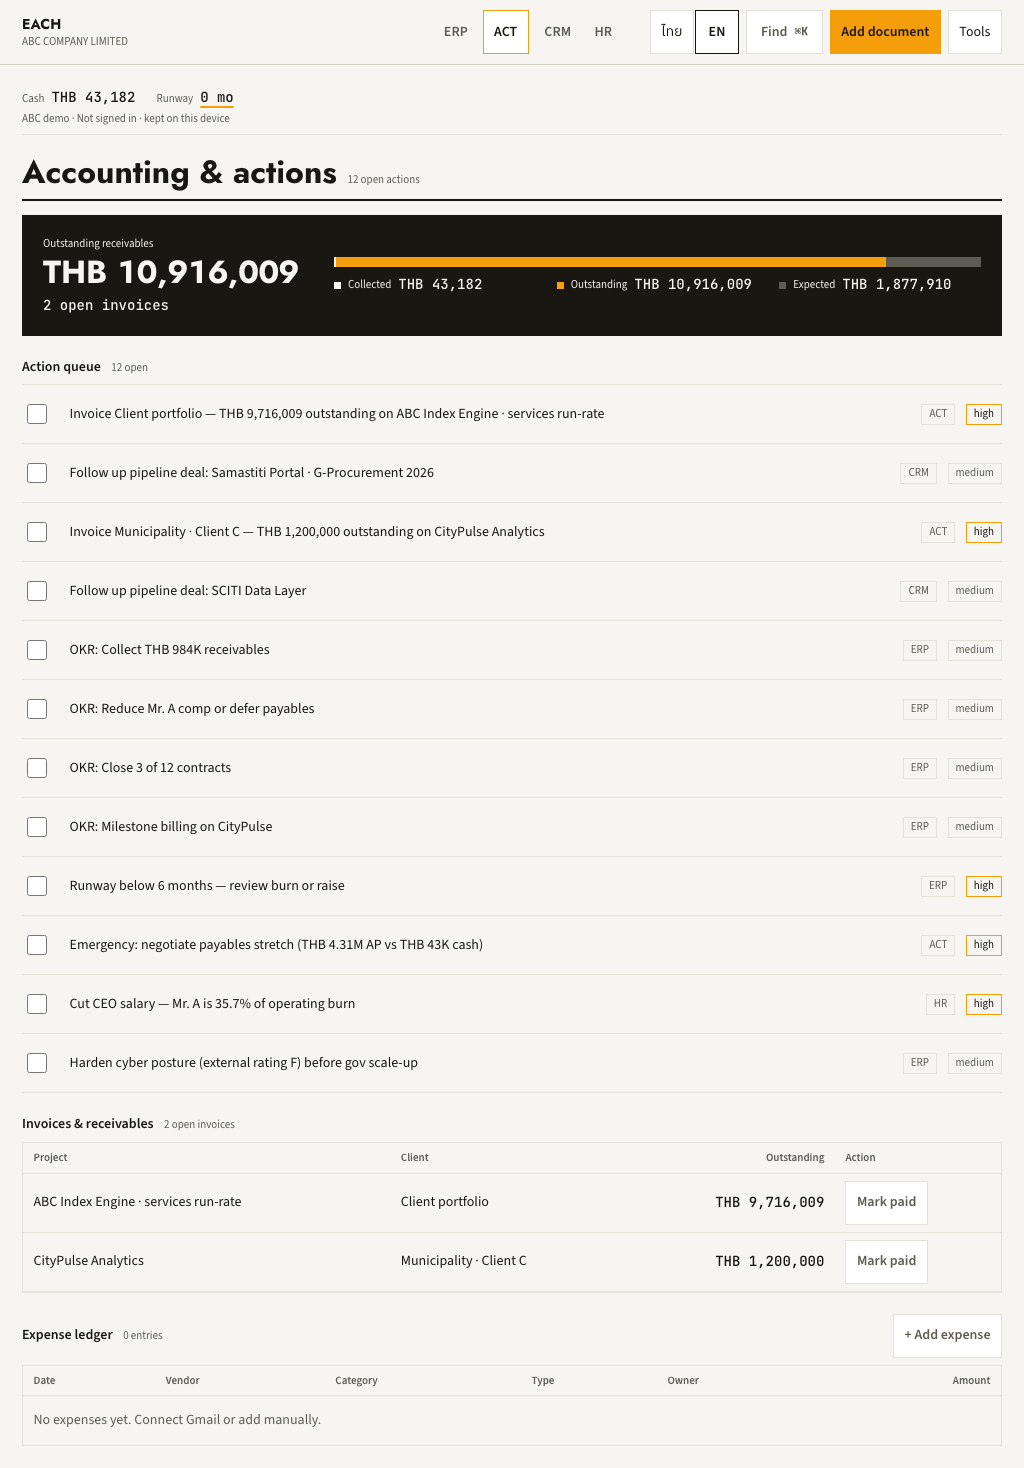 EACH
ABC COMPANY LIMITED
ERP ACT CRM HR ไทย EN Find ⌘K Add document Tools
Cash THB 43,182 Runway 0 mo
ABC demo · Not signed in · kept on this device
Accounting & actions 12 open actions
Outstanding receivables
THB 10,916,009
2 open invoices
Collected THB 43,182 Outstanding THB 10,916,009 Expected THB 1,877,910
Action queue 12 open
Invoice Client portfolio — THB 9,716,009 outstanding on ABC Index Engine · services run-rate ACT high
Follow up pipeline deal: Samastiti Portal · G-Procurement 2026 CRM medium
Invoice Municipality · Client C — THB 1,200,000 outstanding on CityPulse Analytics ACT high
Follow up pipeline deal: SCITI Data Layer CRM medium
OKR: Collect THB 984K receivables ERP medium
OKR: Reduce Mr. A comp or defer payables ERP medium
OKR: Close 3 of 12 contracts ERP medium
OKR: Milestone billing on CityPulse ERP medium
Runway below 6 months — review burn or raise ERP high
Emergency: negotiate payables stretch (THB 4.31M AP vs THB 43K cash) ACT high
Cut CEO salary — Mr. A is 35.7% of operating burn HR high
Harden cyber posture (external rating F) before gov scale-up ERP medium
Invoices & receivables 2 open invoices
Project Client Outstanding Action
ABC Index Engine · services run-rate Client portfolio THB 9,716,009 Mark paid
CityPulse Analytics Municipality · Client C THB 1,200,000 Mark paid
Expense ledger 0 entries + Add expense
Date Vendor Category Type Owner Amount
No expenses yet. Connect Gmail or add manually.